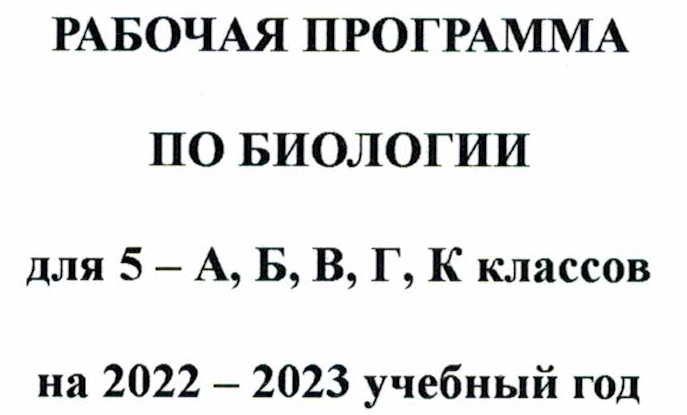 РАБОЧАЯ ПРОГРАММА
ПО БИОЛОГИИ
для 5 – А, Б, В, Г, К классов
на 2022 – 2023 учебный год